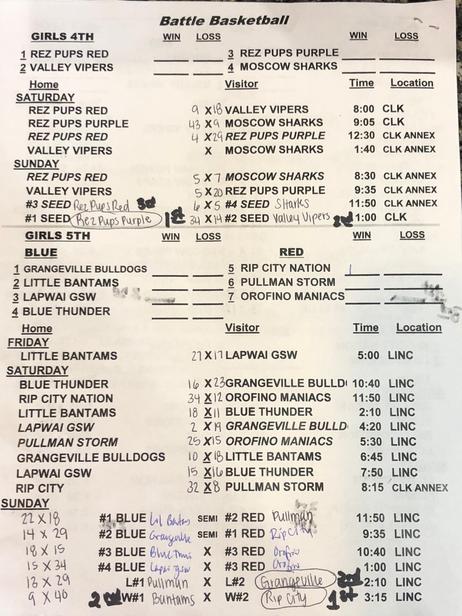 Battle Basketball
GIRLS 4TH WIN LOSS WIN LOSS
1 REZ PUPS RED 3 REZ PUPS PURPLE
2 VALLEY VIPERS 4 MOSCOW SHARKS
Home Visitor Time Location
SATURDAY
REZ PUPS RED 9 X 18 VALLEY VIPERS 8:00 CLK
REZ PUPS PURPLE 43 X 9 MOSCOW SHARKS 9:05 CLK
REZ PUPS RED 4 X 29 REZ PUPS PURPLE 12:30 CLK ANNEX
VALLEY VIPERS X MOSCOW SHARKS 1:40 CLK ANNEX
SUNDAY
REZ PUPS RED 5 X 7 MOSCOW SHARKS 8:30 CLK ANNEX
VALLEY VIPERS 5 X 20 REZ PUPS PURPLE 9:35 CLK ANNEX
#3 SEED Rez Pups Red 3rd 6 X 5 #4 SEED Sharks 11:50 CLK ANNEX
#1 SEED Rez Pups Purple 1st 34 X 14 #2 SEED Valley Vipers 2nd 1:00 CLK
GIRLS 5TH WIN LOSS WIN LOSS
BLUE RED
1 GRANGEVILLE BULLDOGS 5 RIP CITY NATION
2 LITTLE BANTAMS 6 PULLMAN STORM
3 LAPWAI GSW 7 OROFINO MANIACS
4 BLUE THUNDER
Home Visitor Time Location
FRIDAY
LITTLE BANTAMS 27 X 17 LAPWAI GSW 5:00 LINC
SATURDAY
BLUE THUNDER 16 X 23 GRANGEVILLE BULLD 10:40 LINC
RIP CITY NATION 34 X 12 OROFINO MANIACS 11:50 LINC
LITTLE BANTAMS 18 X 11 BLUE THUNDER 2:10 LINC
LAPWAI GSW 2 X 19 GRANGEVILLE BULLD 4:20 LINC
PULLMAN STORM 25 X 15 OROFINO MANIACS 5:30 LINC
GRANGEVILLE BULLDOGS 10 X 18 LITTLE BANTAMS 6:45 LINC
LAPWAI GSW 15 X 16 BLUE THUNDER 7:50 LINC
RIP CITY 32 X 8 PULLMAN STORM 8:15 CLK ANNEX
SUNDAY
22 X 18 #1 BLUE Lil Bantams SEMI #2 RED Pullman 11:50 LINC
14 X 29 #2 BLUE Grangeville SEMI #1 RED Rip City 9:35 LINC
18 X 15 #3 BLUE Blue Thun X #3 RED Orofino 10:40 LINC
15 X 34 #4 BLUE Lapwai gsw X #3 RED Orofino 1:00 LINC
13 X 29 L#1 Pullman X L#2 Grangeville 2:10 LINC
9 X 40 2nd W#1 Bantams X W#2 Rip City 1st 3:15 LINC